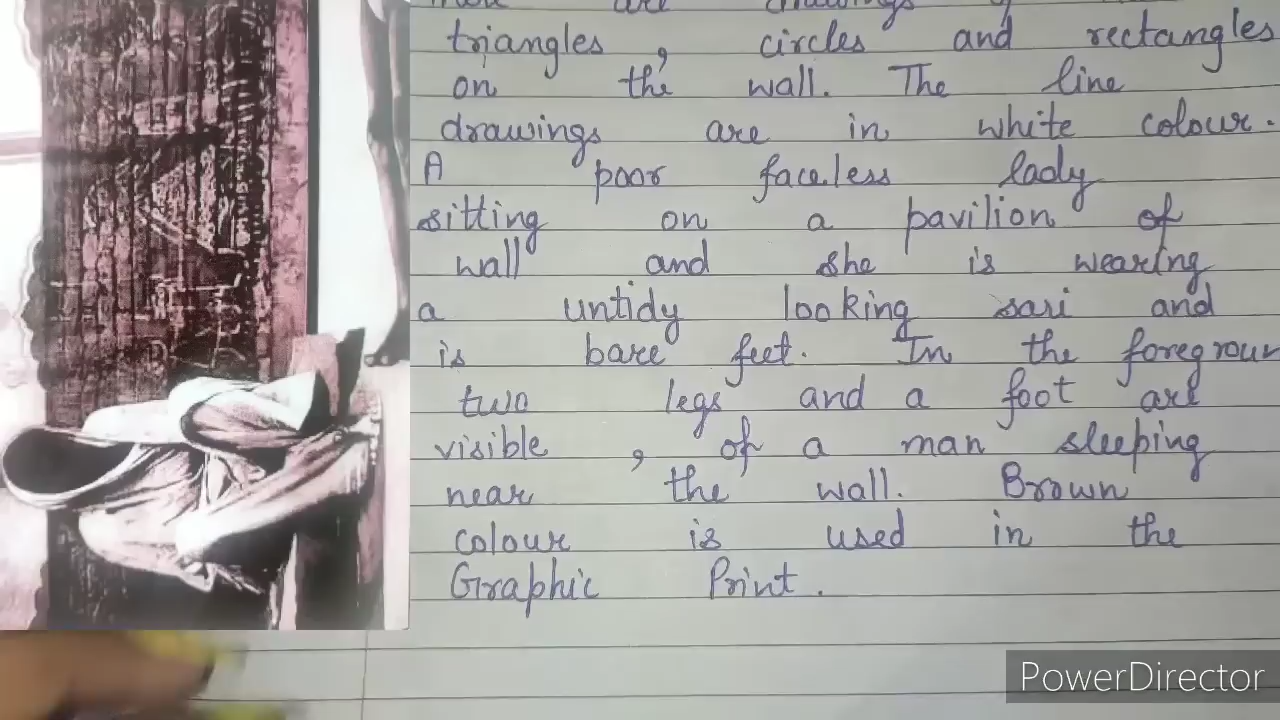 are drawings of
triangles , circles and rectangles
on the wall. The line
drawings are in white colour.
A poor faceless lady
sitting on a pavilion of
wall and she is wearing
a untidy looking sari and
is bare feet. In the foregroun
two legs and a foot are
visible , of a man sleeping
near the wall. Brown
colour is used in the
Graphic Print.
PowerDirector